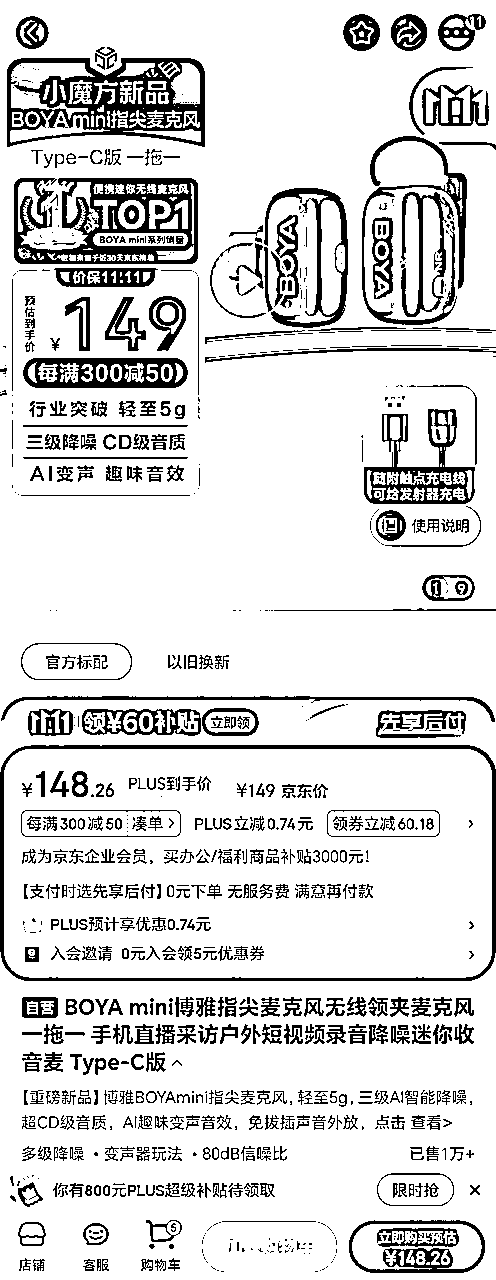 11
小魔方新品
BOYA mini指尖麦克风
Type-C版 一拖一
便携迷你无线麦克风
TOP1
BOYA mini系列销量
价保11.11
预估到手价
¥149
每满300减50
行业突破 轻至5g
三级降噪 CD级音质
AI变声 趣味音效
BOYA
BOYA
附触点充电线
可给发射器充电
使用说明
1 9
官方标配
以旧换新
领¥60补贴 立即领
先享后付
¥148.26 PLUS到手价 ¥149 京东价
每满300减50 凑单> PLUS立减0.74元 领券立减60.18 >
成为京东企业会员，买办公/福利商品补贴3000元!
【支付时选先享后付】0元下单 无服务费 满意再付款
PLUS预计享优惠0.74元 >
入会邀请 0元入会领5元优惠券 >
自营 BOYA mini博雅指尖麦克风无线领夹麦克风
一拖一 手机直播采访户外短视频录音降噪迷你收
音麦 Type-C版
【重磅新品】博雅BOYAmini指尖麦克风, 轻至5g, 三级AI智能降噪,
超CD级音质, AI趣味变声音效, 免拔插声音外放, 点击 查看>
多级降噪 · 变声器玩法 · 80dB信噪比 已售1万+
你有800元PLUS超级补贴待领取 限时抢 ×
5
店铺 客服 购物车
立即购买预估
¥148.26